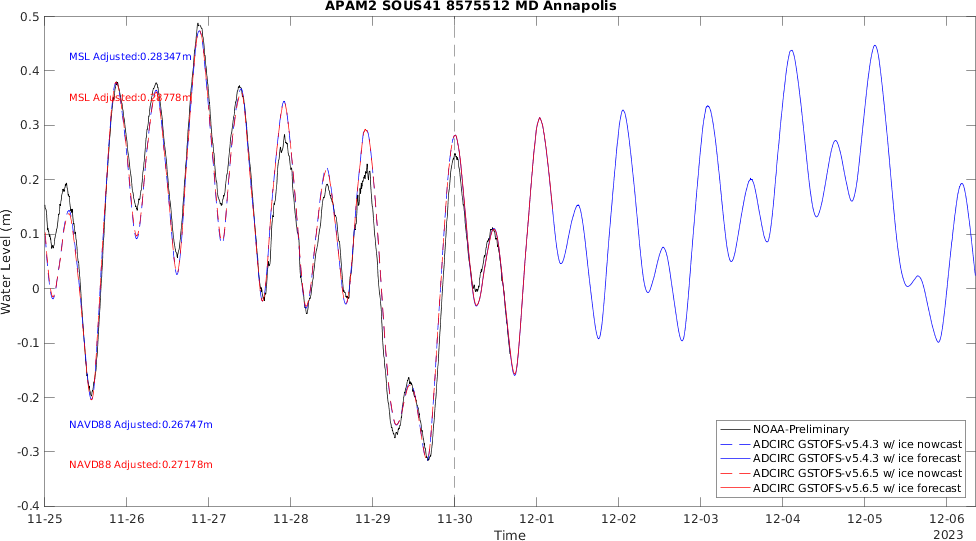 APAM2 SOUS41 8575512 MD Annapolis
0.5
0.4
0.3
0.2
0.1
0
-0.1
-0.2
-0.3
-0.4
Water Level (m)
MSL Adjusted:0.28347m
MSL Adjusted:0.28778m
NAVD88 Adjusted:0.26747m
NAVD88 Adjusted:0.27178m
NOAA-Preliminary
ADCIRC GSTOFS-v5.4.3 w/ ice nowcast
ADCIRC GSTOFS-v5.4.3 w/ ice forecast
ADCIRC GSTOFS-v5.6.5 w/ ice nowcast
ADCIRC GSTOFS-v5.6.5 w/ ice forecast
11-25 11-26 11-27 11-28 11-29 11-30 12-01 12-02 12-03 12-04 12-05 12-06
Time
2023